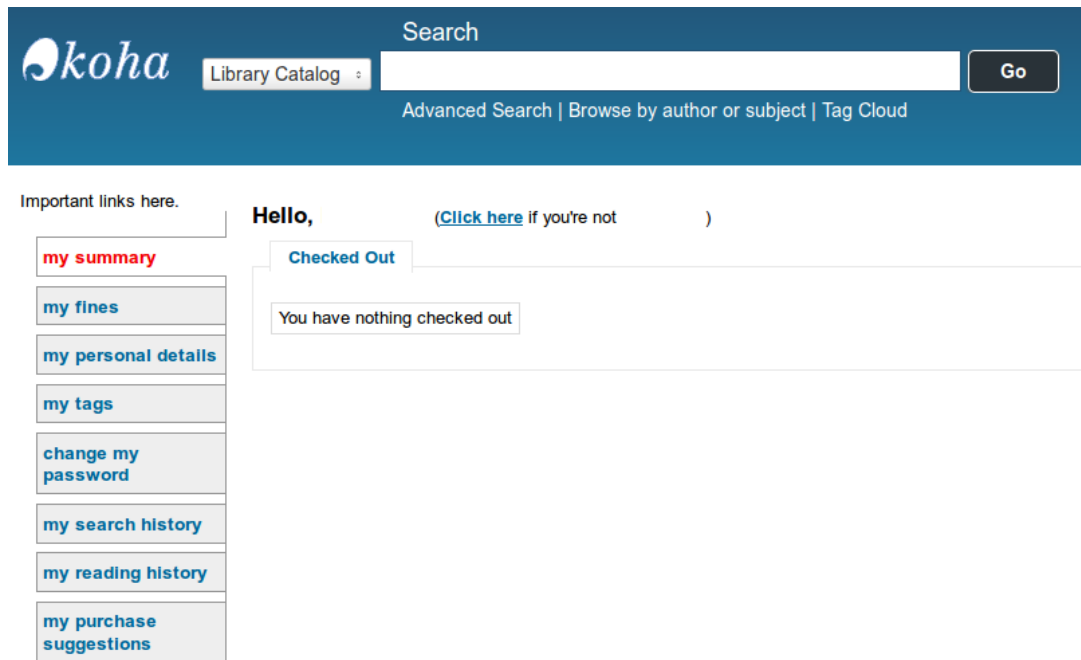 Search
koha
Library Catalog
Go
Advanced Search | Browse by author or subject | Tag Cloud
Important links here.
Hello, (Click here if you're not )
my summary
Checked Out
my fines
You have nothing checked out
my personal details
my tags
change my
password
my search history
my reading history
my purchase
suggestions